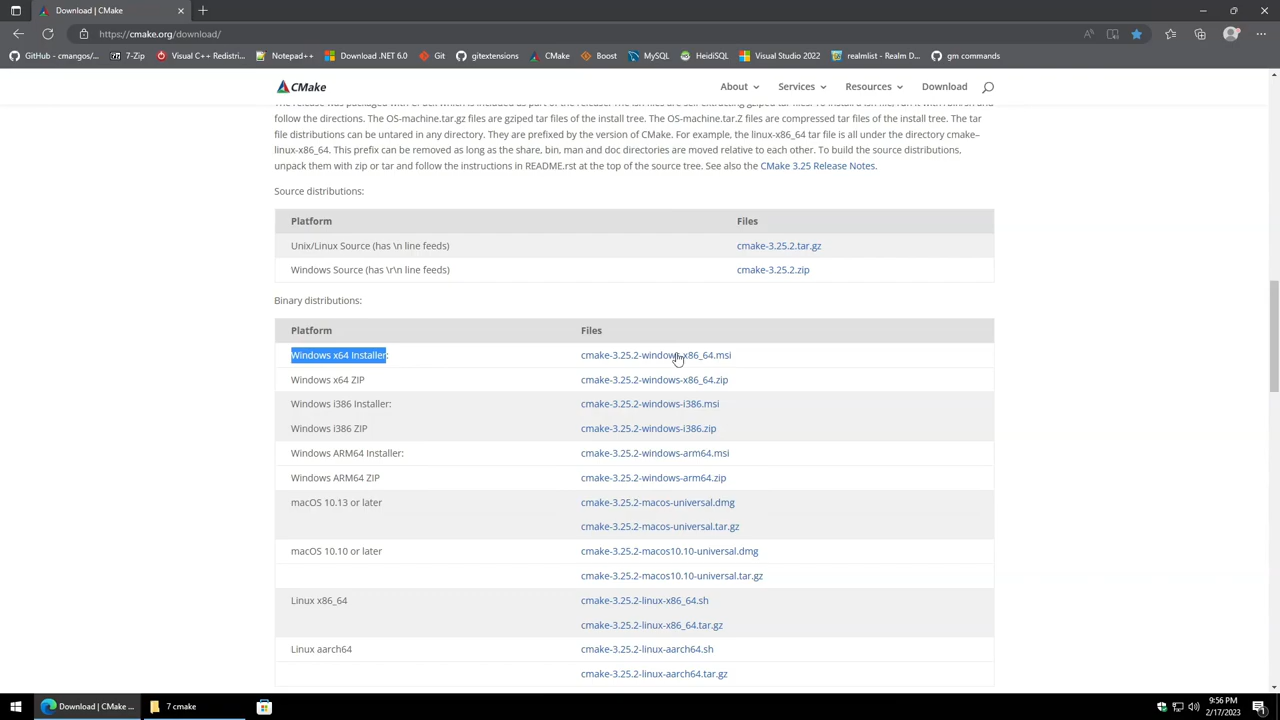 Download | CMake
https://cmake.org/download/
GitHub - cmangos/...
7-Zip
Visual C++ Redistri...
Notepad++
Download .NET 6.0
Git
gitextensions
CMake
Boost
MySQL
HeidiSQL
Visual Studio 2022
realmlist - Realm D...
gm commands
CMake
About
Services
Resources
Download
follow the directions. The OS-machine.tar.gz files are gziped tar files of the install tree. The OS-machine.tar.Z files are compressed tar files of the install tree. The tar
file distributions can be untared in any directory. They are prefixed by the version of CMake. For example, the linux-x86_64 tar file is all under the directory cmake–
linux-x86_64. This prefix can be removed as long as the share, bin, man and doc directories are moved relative to each other. To build the source distributions,
unpack them with zip or tar and follow the instructions in README.rst at the top of the source tree. See also the CMake 3.25 Release Notes.
Source distributions:
Platform Files
Unix/Linux Source (has \n line feeds) cmake-3.25.2.tar.gz
Windows Source (has \r\n line feeds) cmake-3.25.2.zip
Binary distributions:
Platform Files
Windows x64 Installer: cmake-3.25.2-windows-x86_64.msi
Windows x64 ZIP cmake-3.25.2-windows-x86_64.zip
Windows i386 Installer: cmake-3.25.2-windows-i386.msi
Windows i386 ZIP cmake-3.25.2-windows-i386.zip
Windows ARM64 Installer: cmake-3.25.2-windows-arm64.msi
Windows ARM64 ZIP cmake-3.25.2-windows-arm64.zip
macOS 10.13 or later cmake-3.25.2-macos-universal.dmg
cmake-3.25.2-macos-universal.tar.gz
macOS 10.10 or later cmake-3.25.2-macos10.10-universal.dmg
cmake-3.25.2-macos10.10-universal.tar.gz
Linux x86_64 cmake-3.25.2-linux-x86_64.sh
cmake-3.25.2-linux-x86_64.tar.gz
Linux aarch64 cmake-3.25.2-linux-aarch64.sh
cmake-3.25.2-linux-aarch64.tar.gz
Download | CMake ...
7 cmake
9:56 PM
2/17/2023